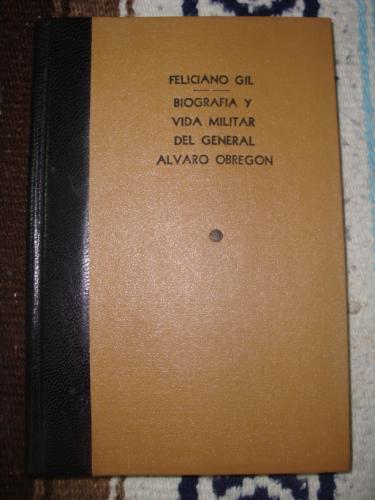 FELICIANO GIL
BIOGRAFIA Y
VIDA MILITAR
DEL GENERAL
ALVARO OBREGON